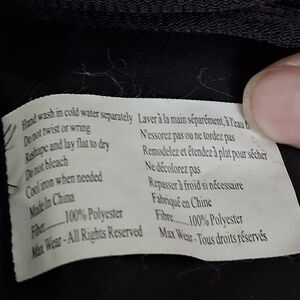 Hand wash in cold water separately
Do not twist or wring
Reshape and lay flat to dry
Do not bleach
Cool iron when needed
Made In China
Fiber..........100% Polyester
Max Wear - All Rights Reserved
Laver à la main séparément, à l'eau
N'essorez pas ou ne tordez pas
Remodelez et étendez à plat pour sécher
Ne décolorez pas
Repasser à froid si nécessaire
Fabriqué en Chine
Fibre..........100% Polyester
Max Wear - Tous droits réservés